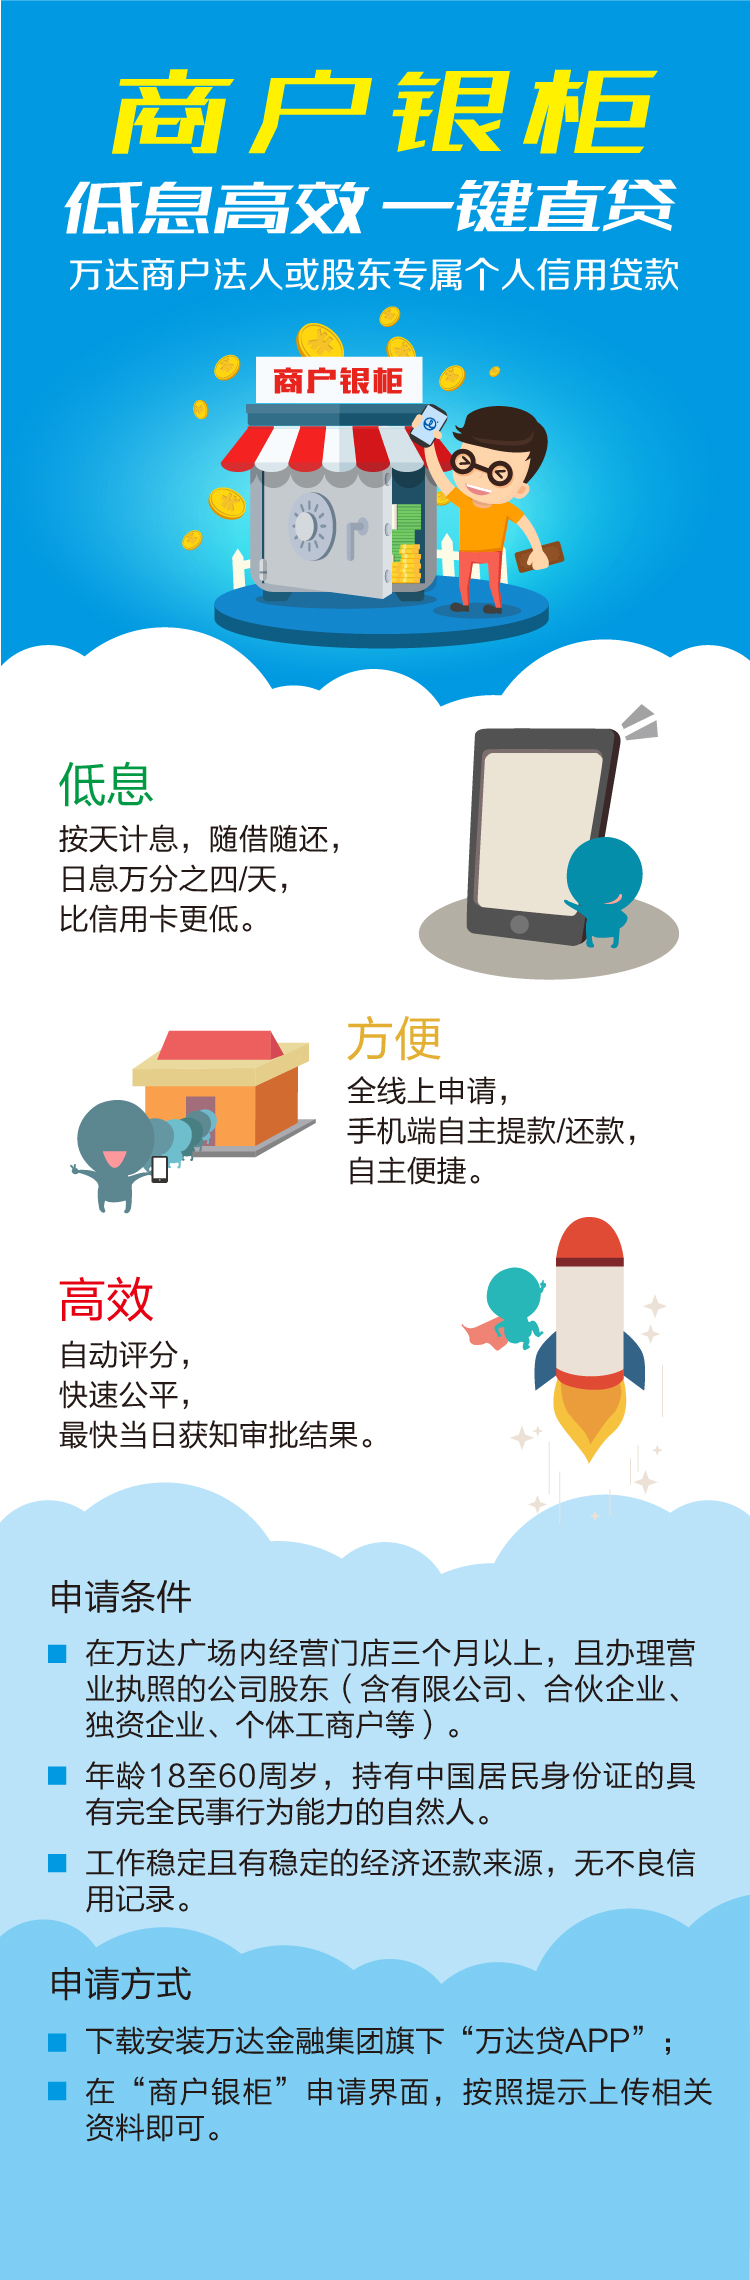 商户银柜
低息高效 一键直贷
万达商户法人或股东专属个人信用贷款
商户银柜
低息
按天计息，随借随还，
日息万分之四/天，
比信用卡更低。
方便
全线上申请，
手机端自主提款/还款，
自主便捷。
高效
自动评分，
快速公平，
最快当日获知审批结果。
申请条件
在万达广场内经营门店三个月以上，且办理营
业执照的公司股东（含有限公司、合伙企业、
独资企业、个体工商户等）。
年龄18至60周岁，持有中国居民身份证的具
有完全民事行为能力的自然人。
工作稳定且有稳定的经济还款来源，无不良信
用记录。
申请方式
下载安装万达金融集团旗下“万达贷APP”；
在“商户银柜”申请界面，按照提示上传相关
资料即可。